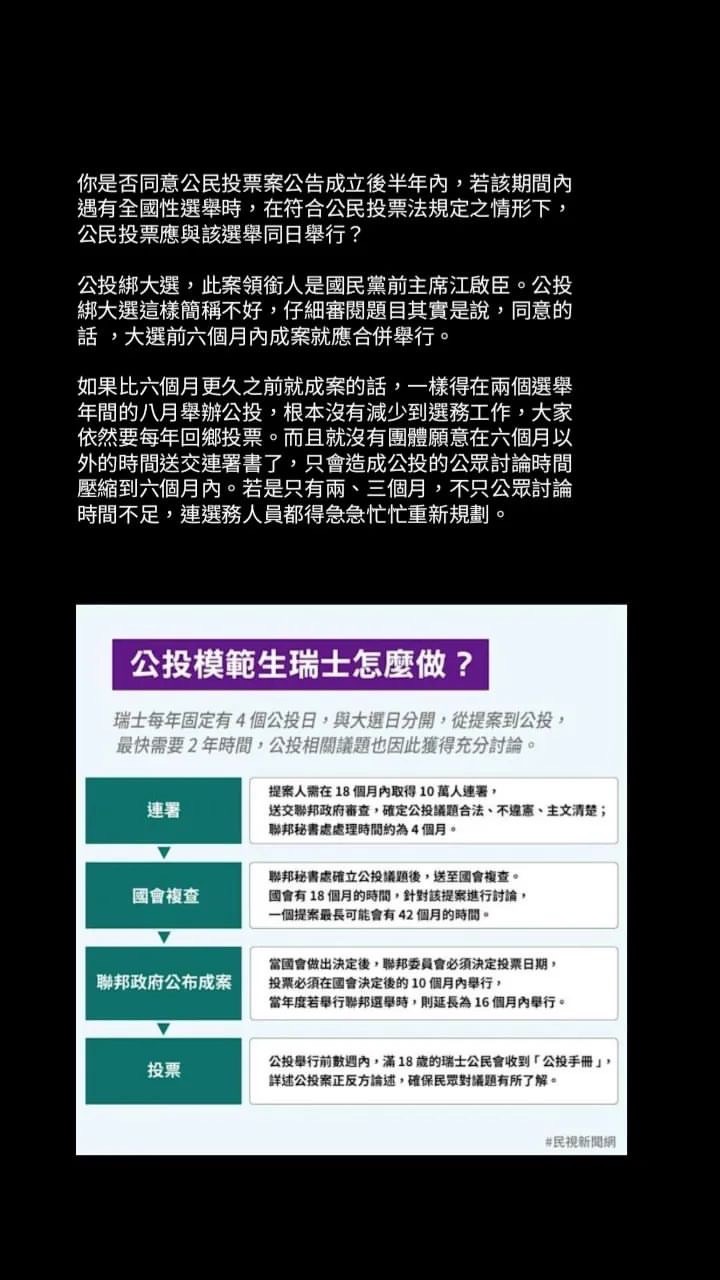 你是否同意公民投票案公告成立後半年內，若該期間內
遇有全國性選舉時，在符合公民投票法規定之情形下，
公民投票應與該選舉同日舉行？
公投綁大選，此案領銜人是國民黨前主席江啟臣。公投
綁大選這樣簡稱不好，仔細審閱題目其實是說，同意的
話 ，大選前六個月內成案就應合併舉行。
如果比六個月更久之前就成案的話，一樣得在兩個選舉
年間的八月舉辦公投，根本沒有減少到選務工作，大家
依然要每年回鄉投票。而且就沒有團體願意在六個月以
外的時間送交連署書了，只會造成公投的公眾討論時間
壓縮到六個月內。若是只有兩、三個月，不只公眾討論
時間不足，連選務人員都得急急忙忙重新規劃。
公投模範生瑞士怎麼做？
瑞士每年固定有 4 個公投日，與大選日分開，從提案到公投，
最快需要 2 年時間，公投相關議題也因此獲得充分討論。
連署
提案人需在 18 個月內取得 10 萬人連署，
送交聯邦政府審查，確定公投議題合法、不違憲、主文清楚；
聯邦秘書處處理時間約為 4 個月。
國會複查
聯邦秘書處確立公投議題後，送至國會複查。
國會有 18 個月的時間，針對該提案進行討論，
一個提案最長可能會有 42 個月的時間。
聯邦政府公布成案
當國會做出決定後，聯邦委員會必須決定投票日期，
投票必須在國會決定後的 10 個月內舉行，
當年度若舉行聯邦選舉時，則延長為 16 個月內舉行。
投票
公投舉行前數週內，滿 18 歲的瑞士公民會收到「公投手冊」，
詳述公投案正反方論述，確保民眾對議題有所了解。
#民視新聞網